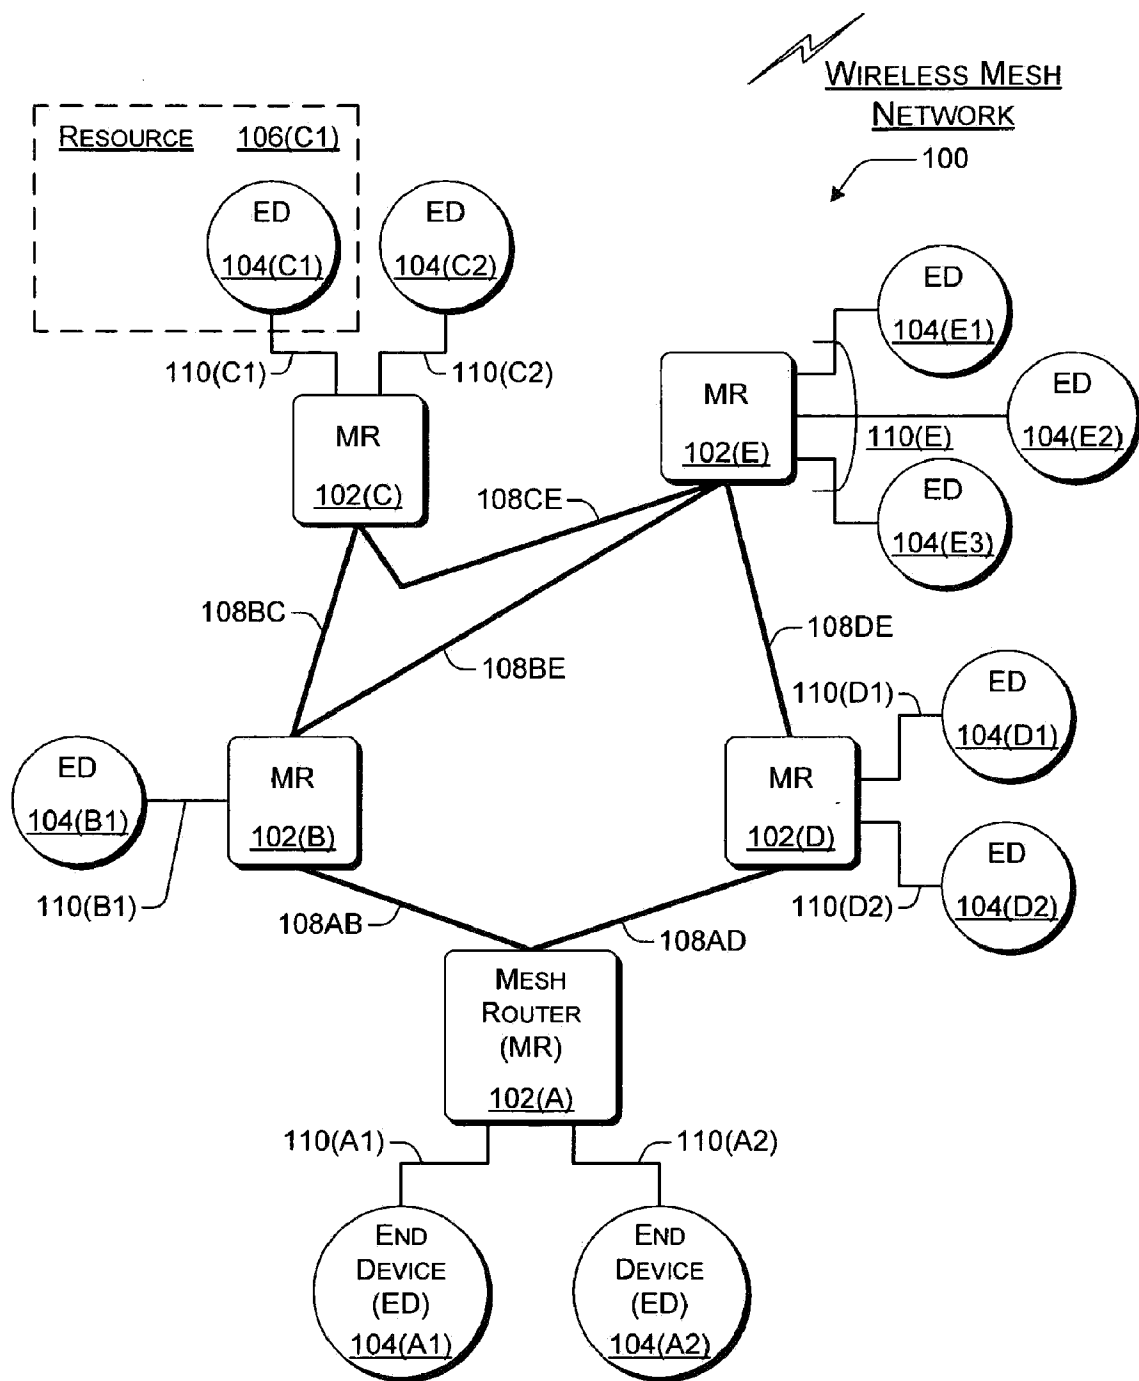 WIRELESS MESH
NETWORK
100
RESOURCE 106(C1)
ED
104(C1)
ED
104(C2)
110(C1)
110(C2)
MR
102(C)
MR
102(E)
ED
104(E1)
ED
104(E2)
110(E)
ED
104(E3)
108CE
108BC
108BE
108DE
110(D1)
ED
104(D1)
ED
104(B1)
MR
102(B)
MR
102(D)
110(B1)
ED
104(D2)
110(D2)
108AB
108AD
MESH
ROUTER
(MR)
102(A)
110(A1)
110(A2)
END
DEVICE
(ED)
104(A1)
END
DEVICE
(ED)
104(A2)